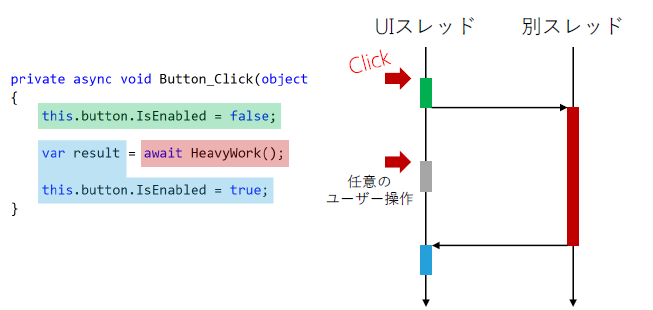 private async void Button_Click(object
{
this.button.IsEnabled = false;
var result = await HeavyWork();
this.button.IsEnabled = true;
}
UIスレッド
別スレッド
Click
任意の
ユーザー操作